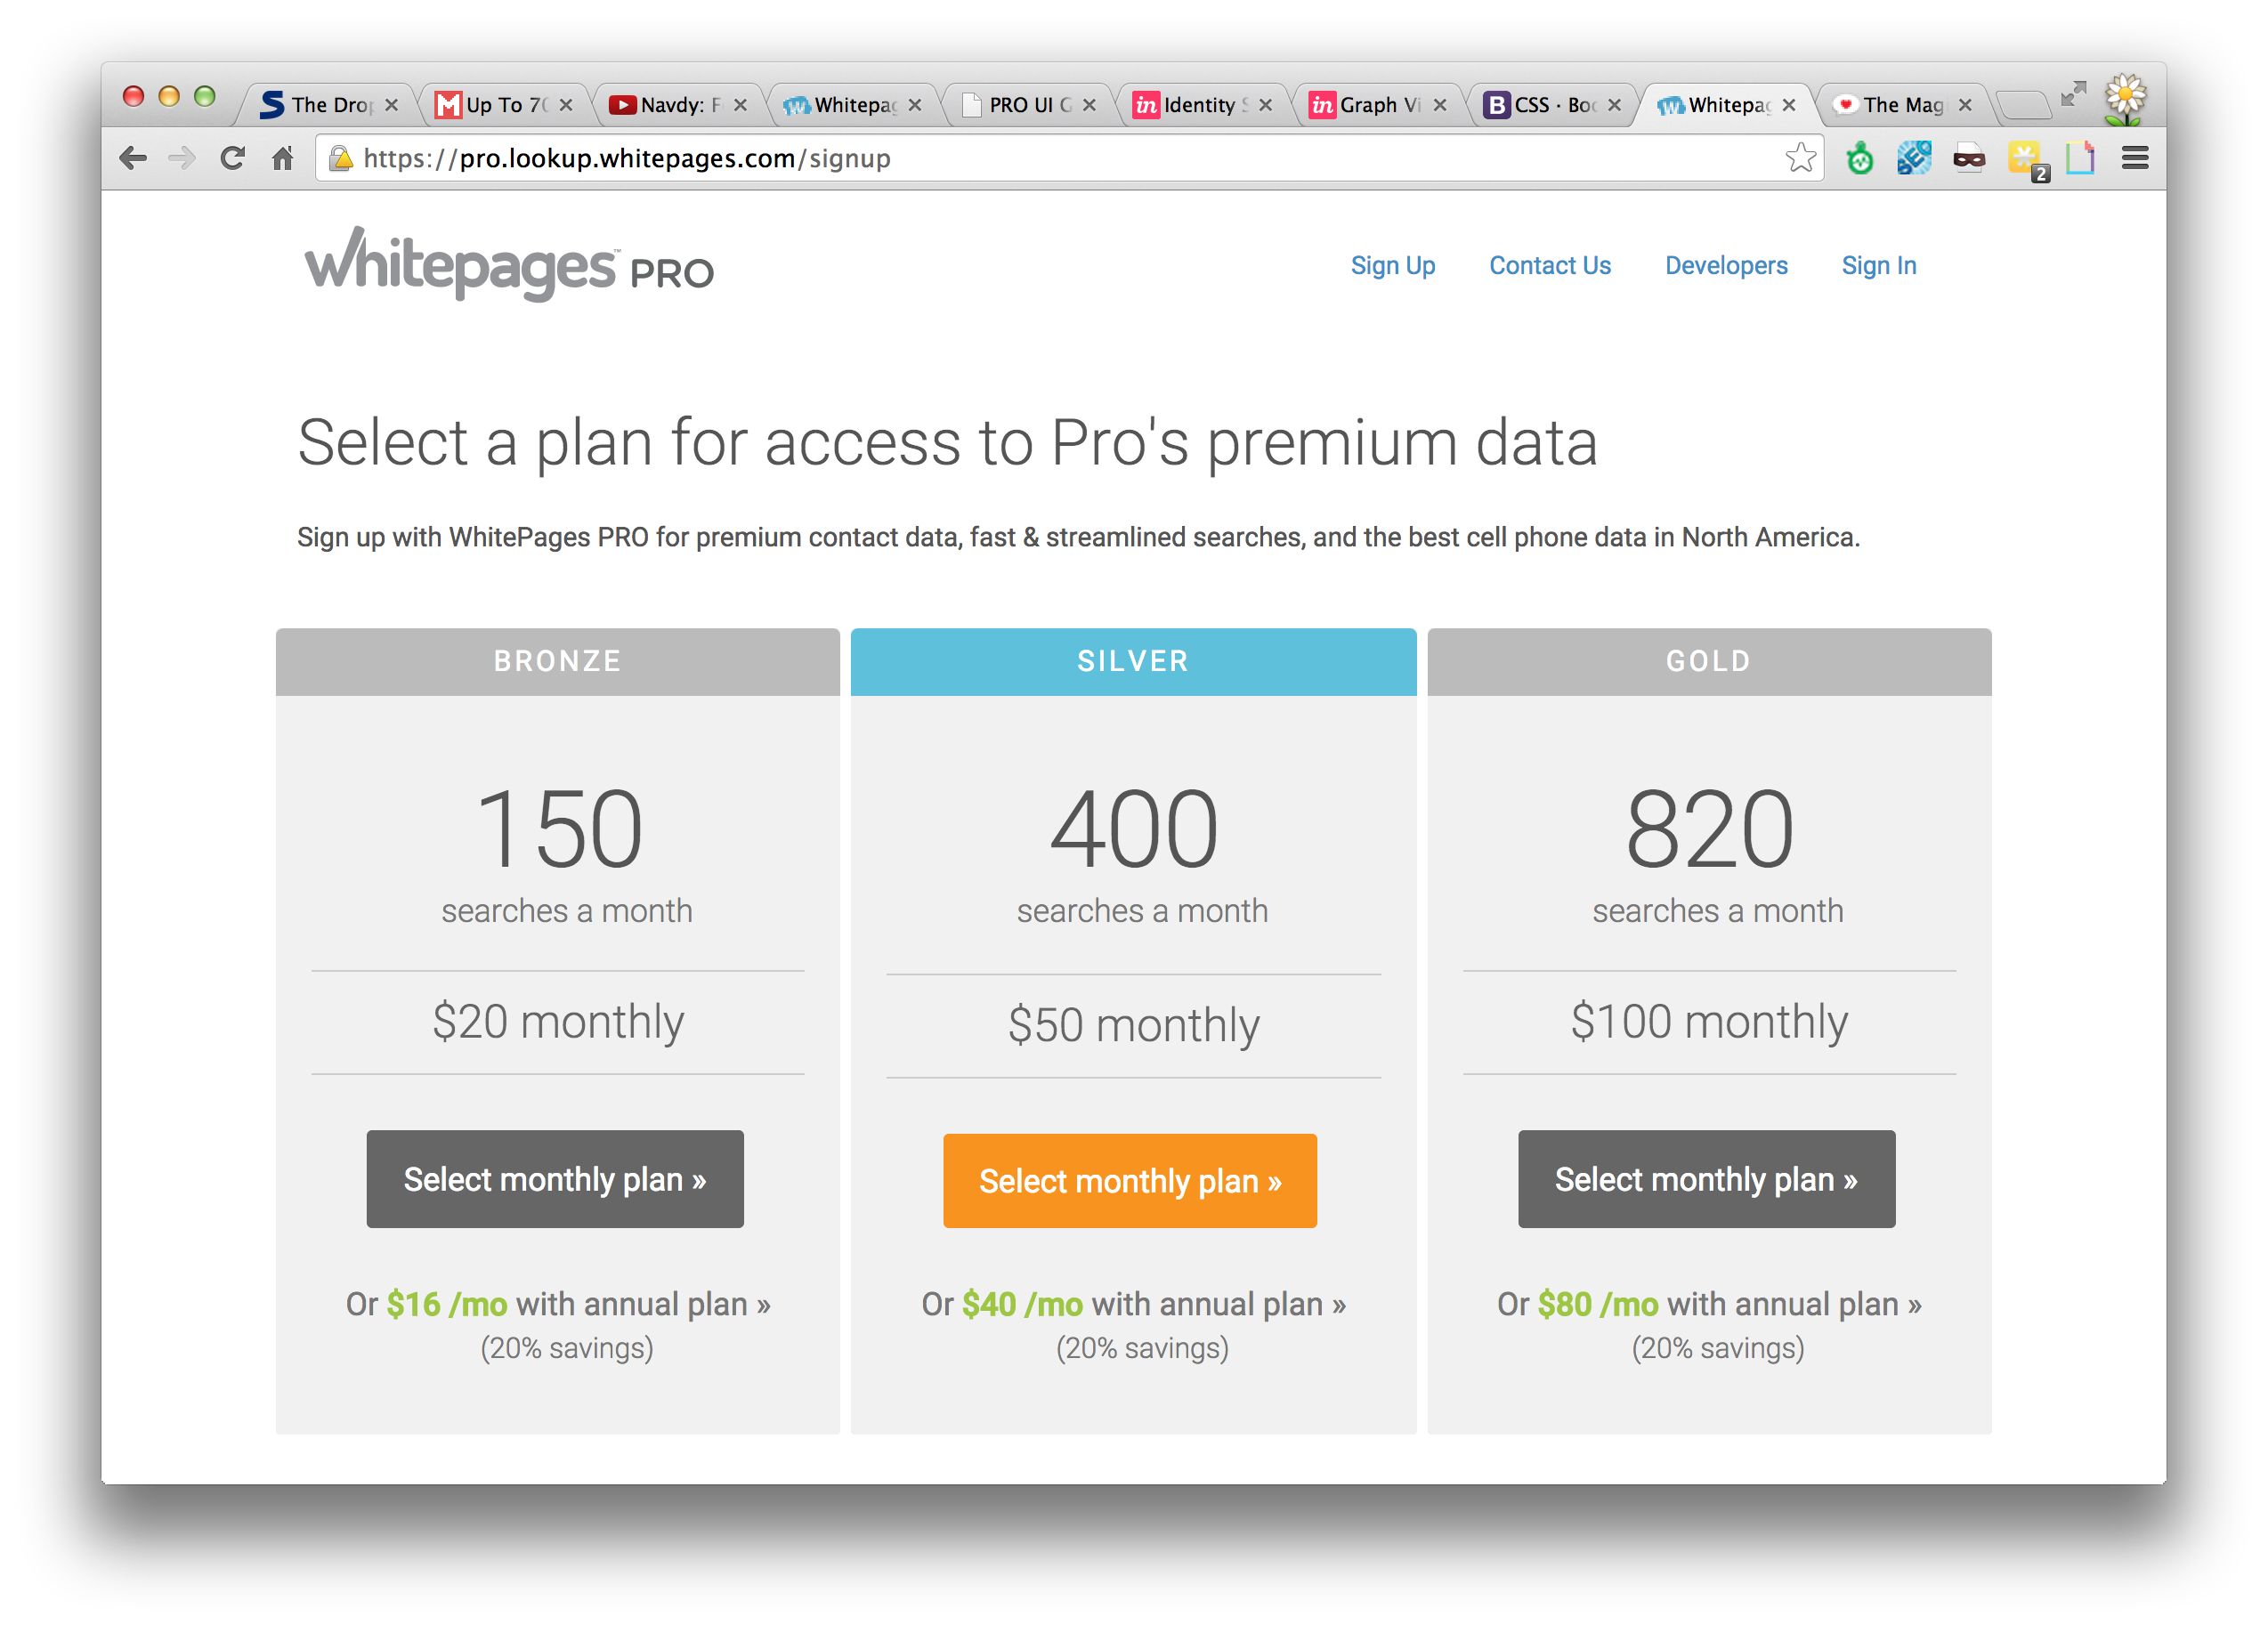 The Drop
Up To 70
Navdy: F
Whitepag
PRO UI G
Identity S
Graph Vi
CSS · Boo
Whitepag
The Mag
https://pro.lookup.whitepages.com/signup
2
whitepages™ PRO
Sign Up
Contact Us
Developers
Sign In
Select a plan for access to Pro's premium data
Sign up with WhitePages PRO for premium contact data, fast & streamlined searches, and the best cell phone data in North America.
BRONZE
150
searches a month
$20 monthly
Select monthly plan »
Or $16 /mo with annual plan »
(20% savings)
SILVER
400
searches a month
$50 monthly
Select monthly plan »
Or $40 /mo with annual plan »
(20% savings)
GOLD
820
searches a month
$100 monthly
Select monthly plan »
Or $80 /mo with annual plan »
(20% savings)